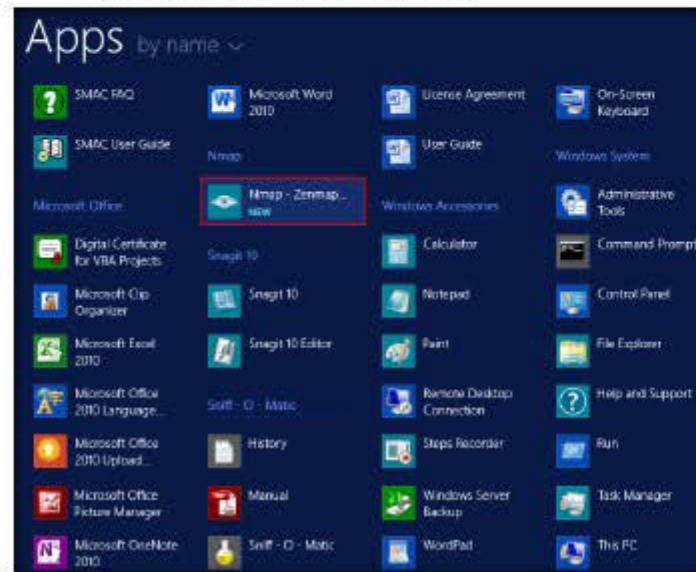 Apps by name
SMAC FAQ
SMAC User Guide
Microsoft Office
Digital Certificate
for VBA Projects
Microsoft Clip
Organizer
Microsoft Excel
2010
Microsoft Office
2010 Language...
Microsoft Office
2010 Upload...
Microsoft Office
Picture Manager
Microsoft OneNote
2010
Microsoft Word
2010
Nmap
Nmap - Zenmap...
NEW
Snagit 10
Snagit 10
Snagit 10 Editor
Sniff - O - Matic
History
Manual
Sniff - O - Matic
License Agreement
User Guide
Windows Accessories
Calculator
Notepad
Paint
Remote Desktop
Connection
Steps Recorder
Windows Server
Backup
WordPad
On-Screen
Keyboard
Windows System
Administrative
Tools
Command Prompt
Control Panel
File Explorer
Help and Support
Run
Task Manager
This PC